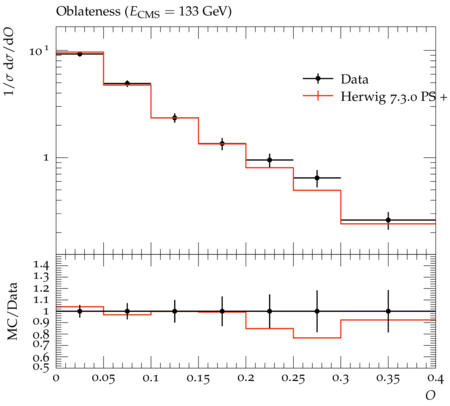 Oblateness (E_CMS = 133 GeV)
1/σ dσ/dO
10¹
1
Data
Herwig 7.3.0 PS +
MC/Data
1.4
1.3
1.2
1.1
1
0.9
0.8
0.7
0.6
0.5
0 0.05 0.1 0.15 0.2 0.25 0.3 0.35 0.4
O